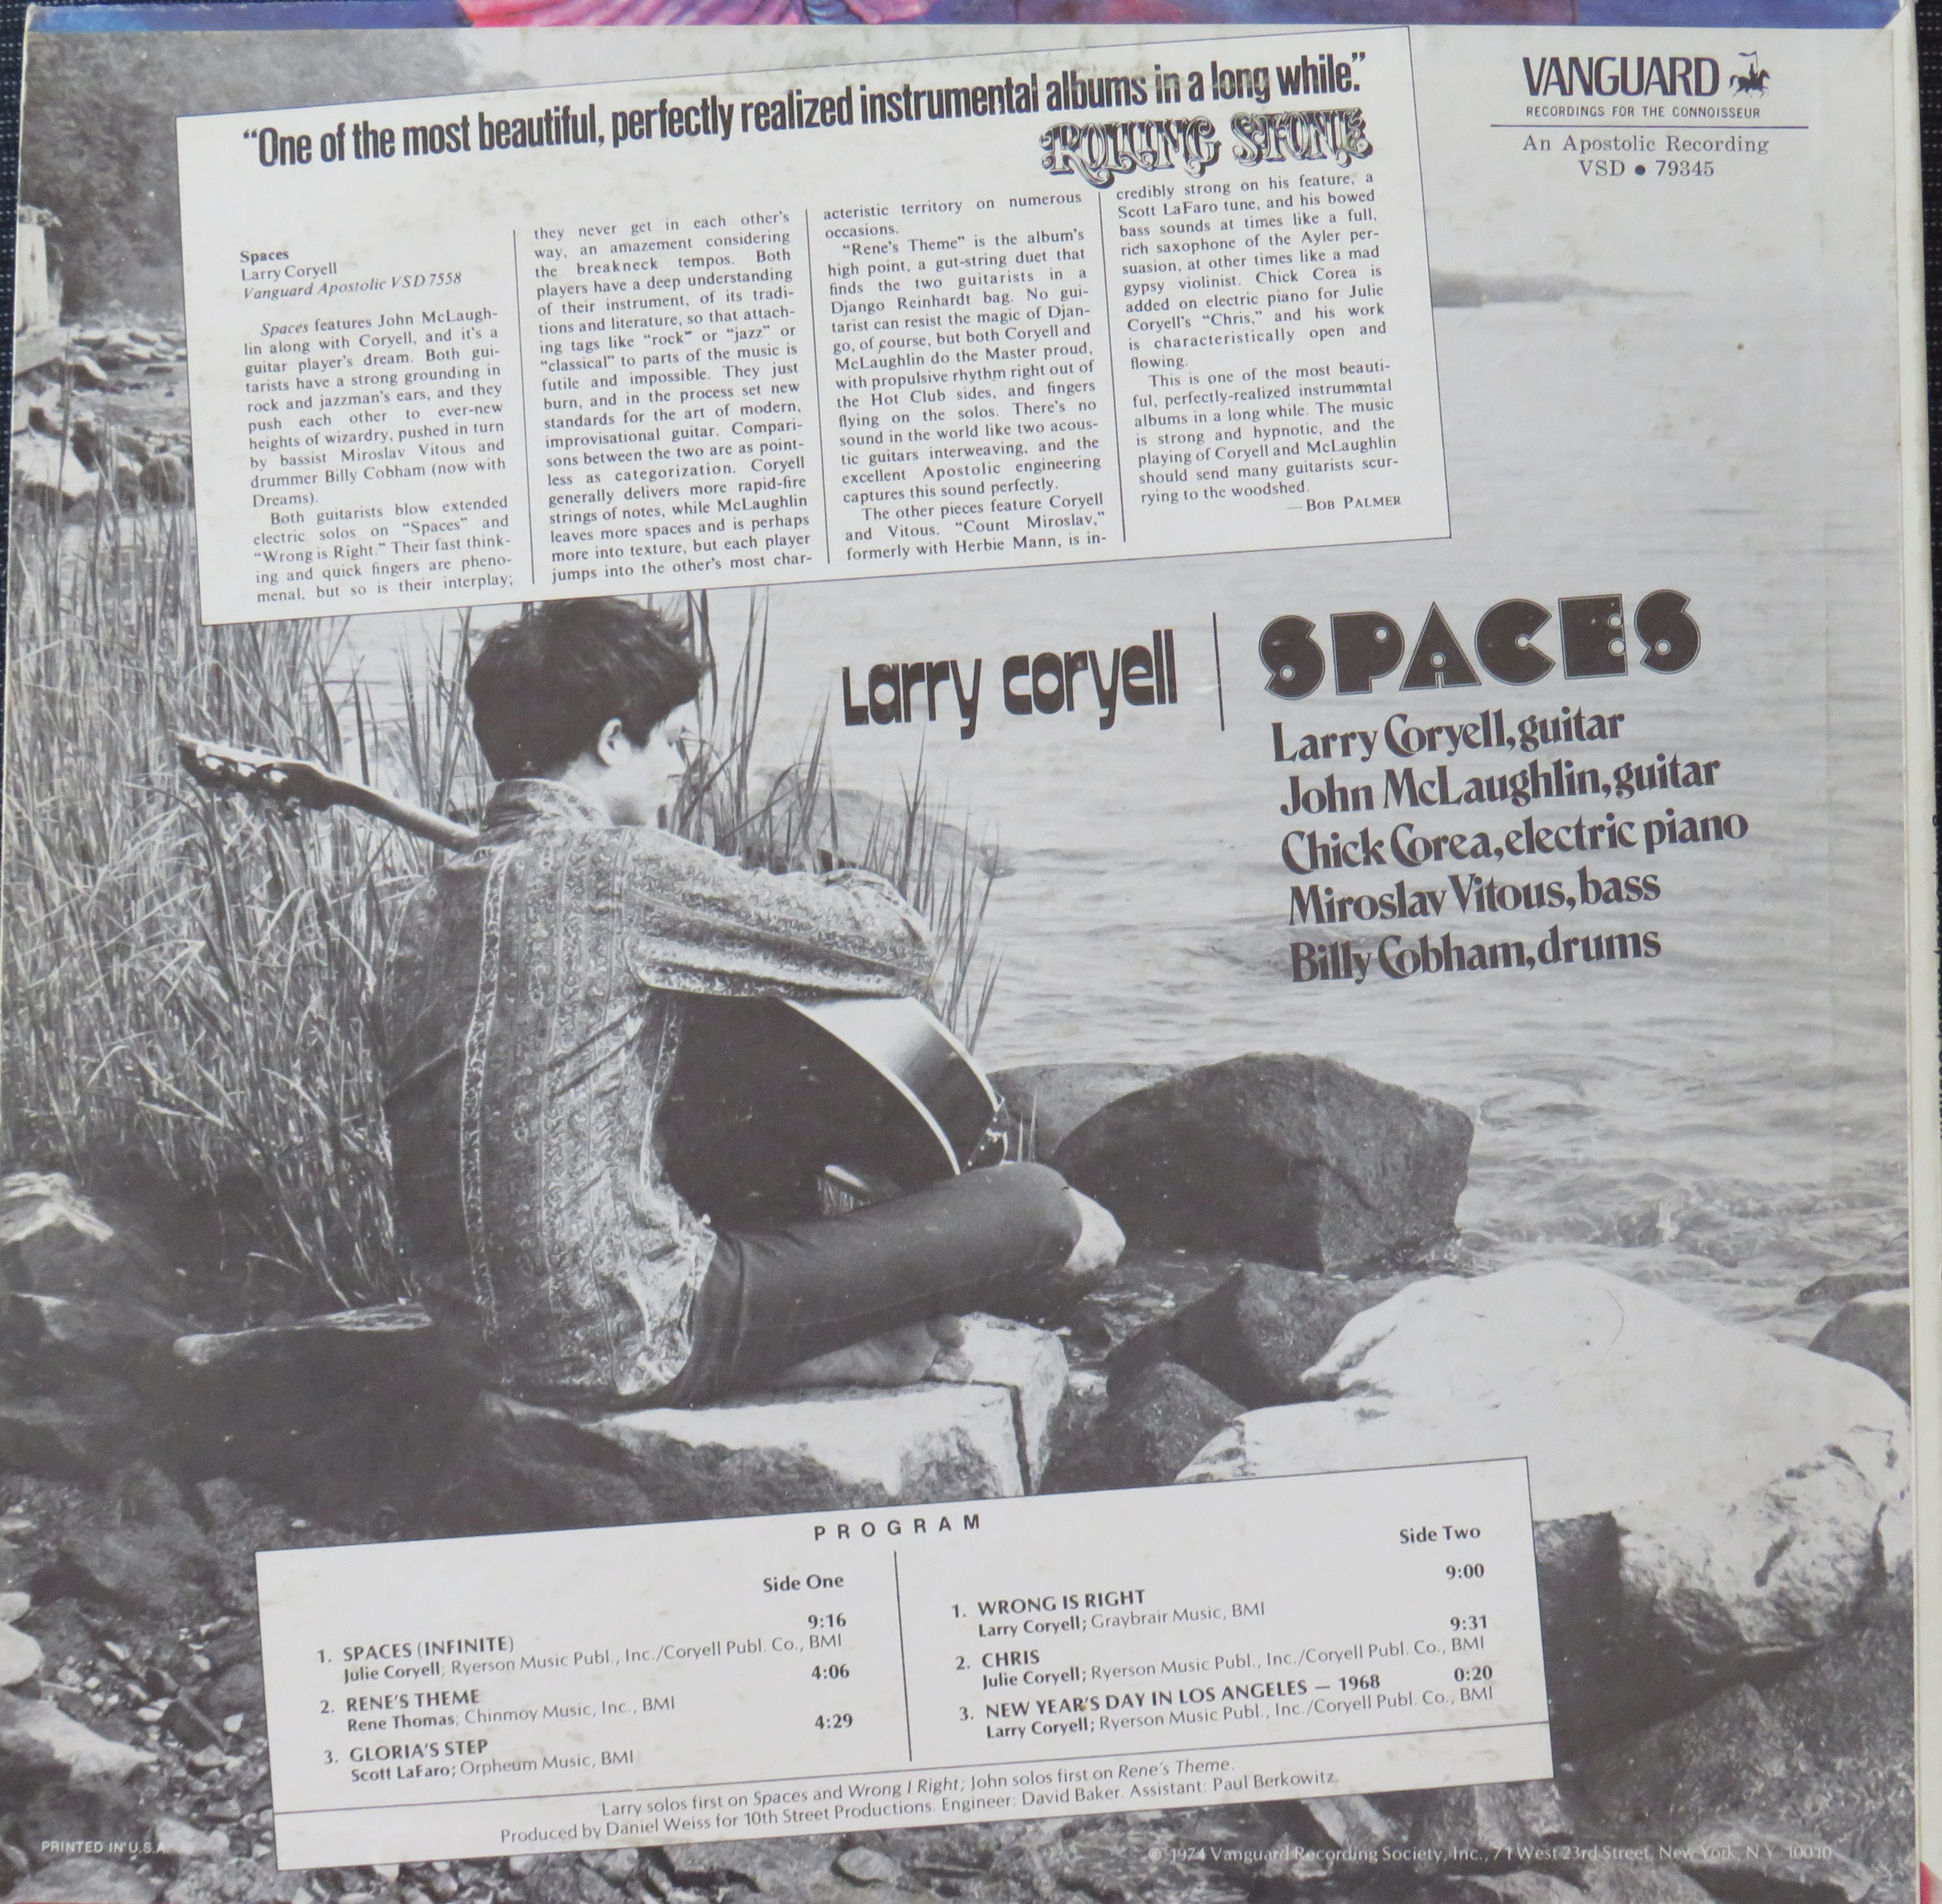 "One of the most beautiful, perfectly realized instrumental albums in a long while."
ROLLING STONE
VANGUARD
RECORDINGS FOR THE CONNOISSEUR
An Apostolic Recording
VSD ● 79345
Spaces
Larry Coryell
Vanguard Apostolic VSD 7558
Spaces features John McLaugh-
lin along with Coryell, and it's a
guitar player's dream. Both gui-
tarists have a strong grounding in
rock and jazzman's ears, and they
push each other to ever-new
heights of wizardry, pushed in turn
by bassist Miroslav Vitous and
drummer Billy Cobham (now with
Dreams).
Both guitarists blow extended
electric solos on "Spaces" and
"Wrong is Right." Their fast think-
ing and quick fingers are pheno-
menal, but so is their interplay;
they never get in each other's
way, an amazement considering
the breakneck tempos. Both
players have a deep understanding
of their instrument, of its tradi-
tions and literature, so that attach-
ing tags like "rock" or "jazz" or
"classical" to parts of the music is
futile and impossible. They just
burn, and in the process set new
standards for the art of modern,
improvisational guitar. Compari-
sons between the two are as point-
less as categorization. Coryell
generally delivers more rapid-fire
strings of notes, while McLaughlin
leaves more spaces and is perhaps
more into texture, but each player
jumps into the other's most char-
acteristic territory on numerous
occasions.
"Rene's Theme" is the album's
high point, a gut-string duet that
finds the two guitarists in a
Django Reinhardt bag. No gui-
tarist can resist the magic of Djan-
go, of course, but both Coryell and
McLaughlin do the Master proud,
with propulsive rhythm right out of
the Hot Club sides, and fingers
flying on the solos. There's no
sound in the world like two acous-
tic guitars interweaving, and the
excellent Apostolic engineering
captures this sound perfectly.
The other pieces feature Coryell
and Vitous. "Count Miroslav,"
formerly with Herbie Mann, is in-
credibly strong on his feature, a
Scott LaFaro tune, and his bowed
bass sounds at times like a full,
rich saxophone of the Ayler per-
suasion, at other times like a mad
gypsy violinist. Chick Corea is
added on electric piano for Julie
Coryell's "Chris," and his work
is characteristically open and
flowing.
This is one of the most beauti-
ful, perfectly-realized instrumental
albums in a long while. The music
is strong and hypnotic, and the
playing of Coryell and McLaughlin
should send many guitarists scur-
rying to the woodshed.
—BOB PALMER
Larry Coryell | SPACES
Larry Coryell, guitar
John McLaughlin, guitar
Chick Corea, electric piano
Miroslav Vitous, bass
Billy Cobham, drums
PROGRAM
Side One
9:16
1. SPACES (INFINITE)
Julie Coryell; Ryerson Music Publ., Inc./Coryell Publ. Co., BMI
4:06
2. RENE'S THEME
Rene Thomas; Chinmoy Music, Inc., BMI
4:29
3. GLORIA'S STEP
Scott LaFaro; Orpheum Music, BMI
Side Two
9:00
1. WRONG IS RIGHT
Larry Coryell; Graybrair Music, BMI
9:31
2. CHRIS
Julie Coryell; Ryerson Music Publ., Inc./Coryell Publ. Co., BMI
0:20
3. NEW YEAR'S DAY IN LOS ANGELES — 1968
Larry Coryell; Ryerson Music Publ., Inc./Coryell Publ. Co., BMI
Larry solos first on Spaces and Wrong I Right; John solos first on Rene's Theme.
Produced by Daniel Weiss for 10th Street Productions. Engineer: David Baker. Assistant: Paul Berkowitz.
PRINTED IN U.S.A.
© 1974 Vanguard Recording Society, Inc., 71 West 23rd Street, New York, N.Y. 10010